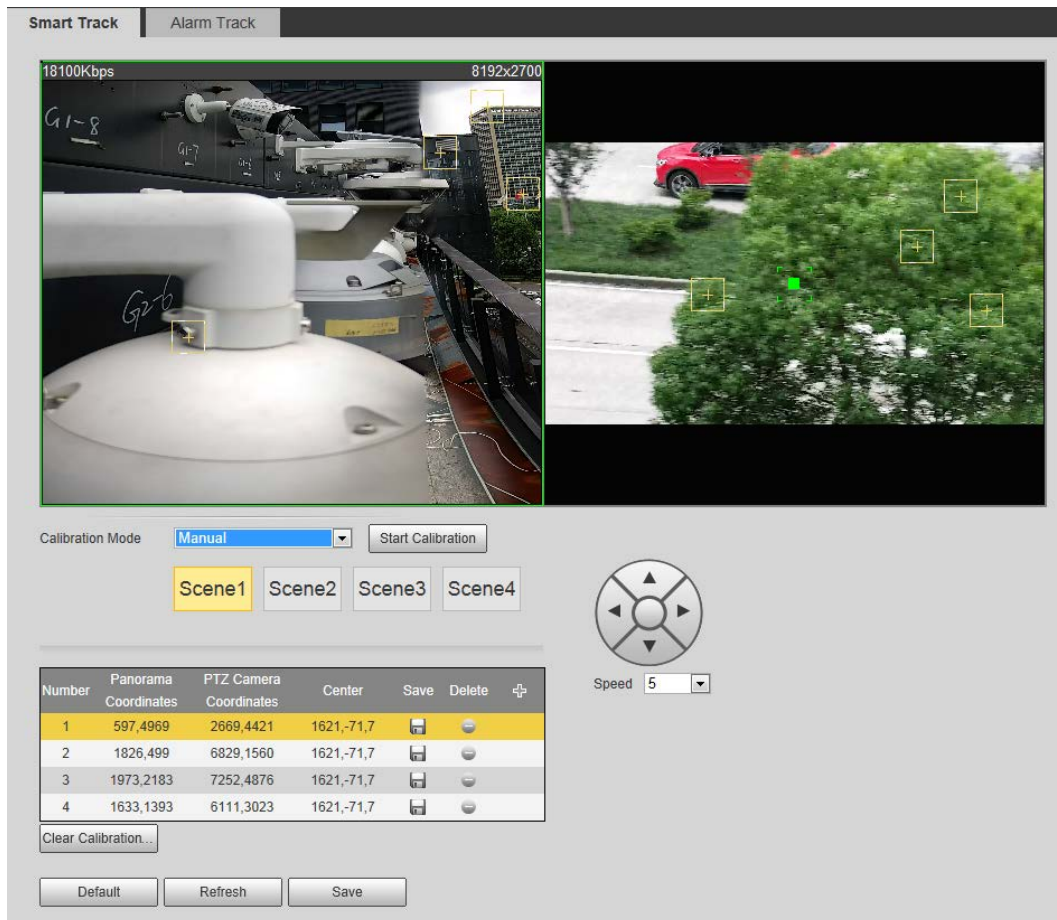 Smart Track Alarm Track
18100Kbps 8192x2700
G1-8
G1-7
G2-6
Calibration Mode Manual Start Calibration
Scene1 Scene2 Scene3 Scene4
Number Panorama Coordinates PTZ Camera Coordinates Center Save Delete
1 597,4969 2669,4421 1621,-71,7
2 1826,499 6829,1560 1621,-71,7
3 1973,2183 7252,4876 1621,-71,7
4 1633,1393 6111,3023 1621,-71,7
Speed 5
Clear Calibration...
Default Refresh Save